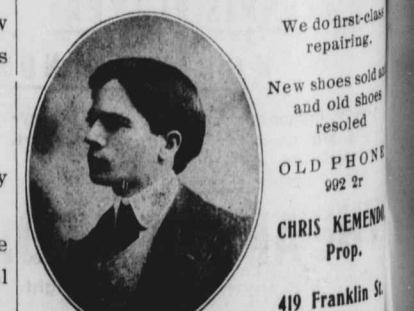 We do first-class
repairing.
New shoes sold
and old shoes
resoled
OLD PHONE
992 2r
CHRIS KEMENDO
Prop.
419 Franklin St.